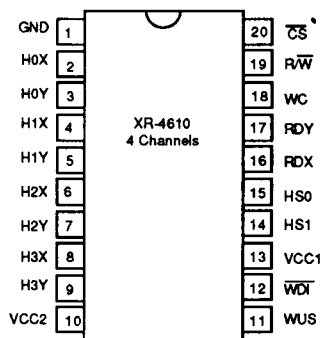 GND 1 20 C̅S̅
H0X 2 19 R/W̅
H0Y 3 18 WC
H1X 4 XR-4610 17 RDY
4 Channels
H1Y 5 16 RDX
H2X 6 15 HS0
H2Y 7 14 HS1
H3X 8 13 VCC1
H3Y 9 12 W̅D̅I̅
VCC2 10 11 WUS